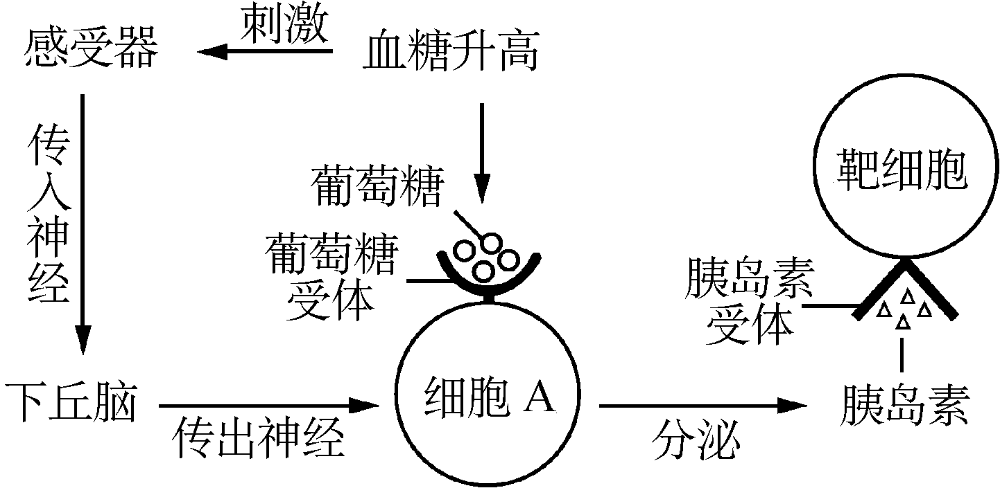 感受器
刺激
血糖升高
传入神经
葡萄糖
葡萄糖
受体
靶细胞
胰岛素
受体
下丘脑
传出神经
细胞 A
分泌
胰岛素